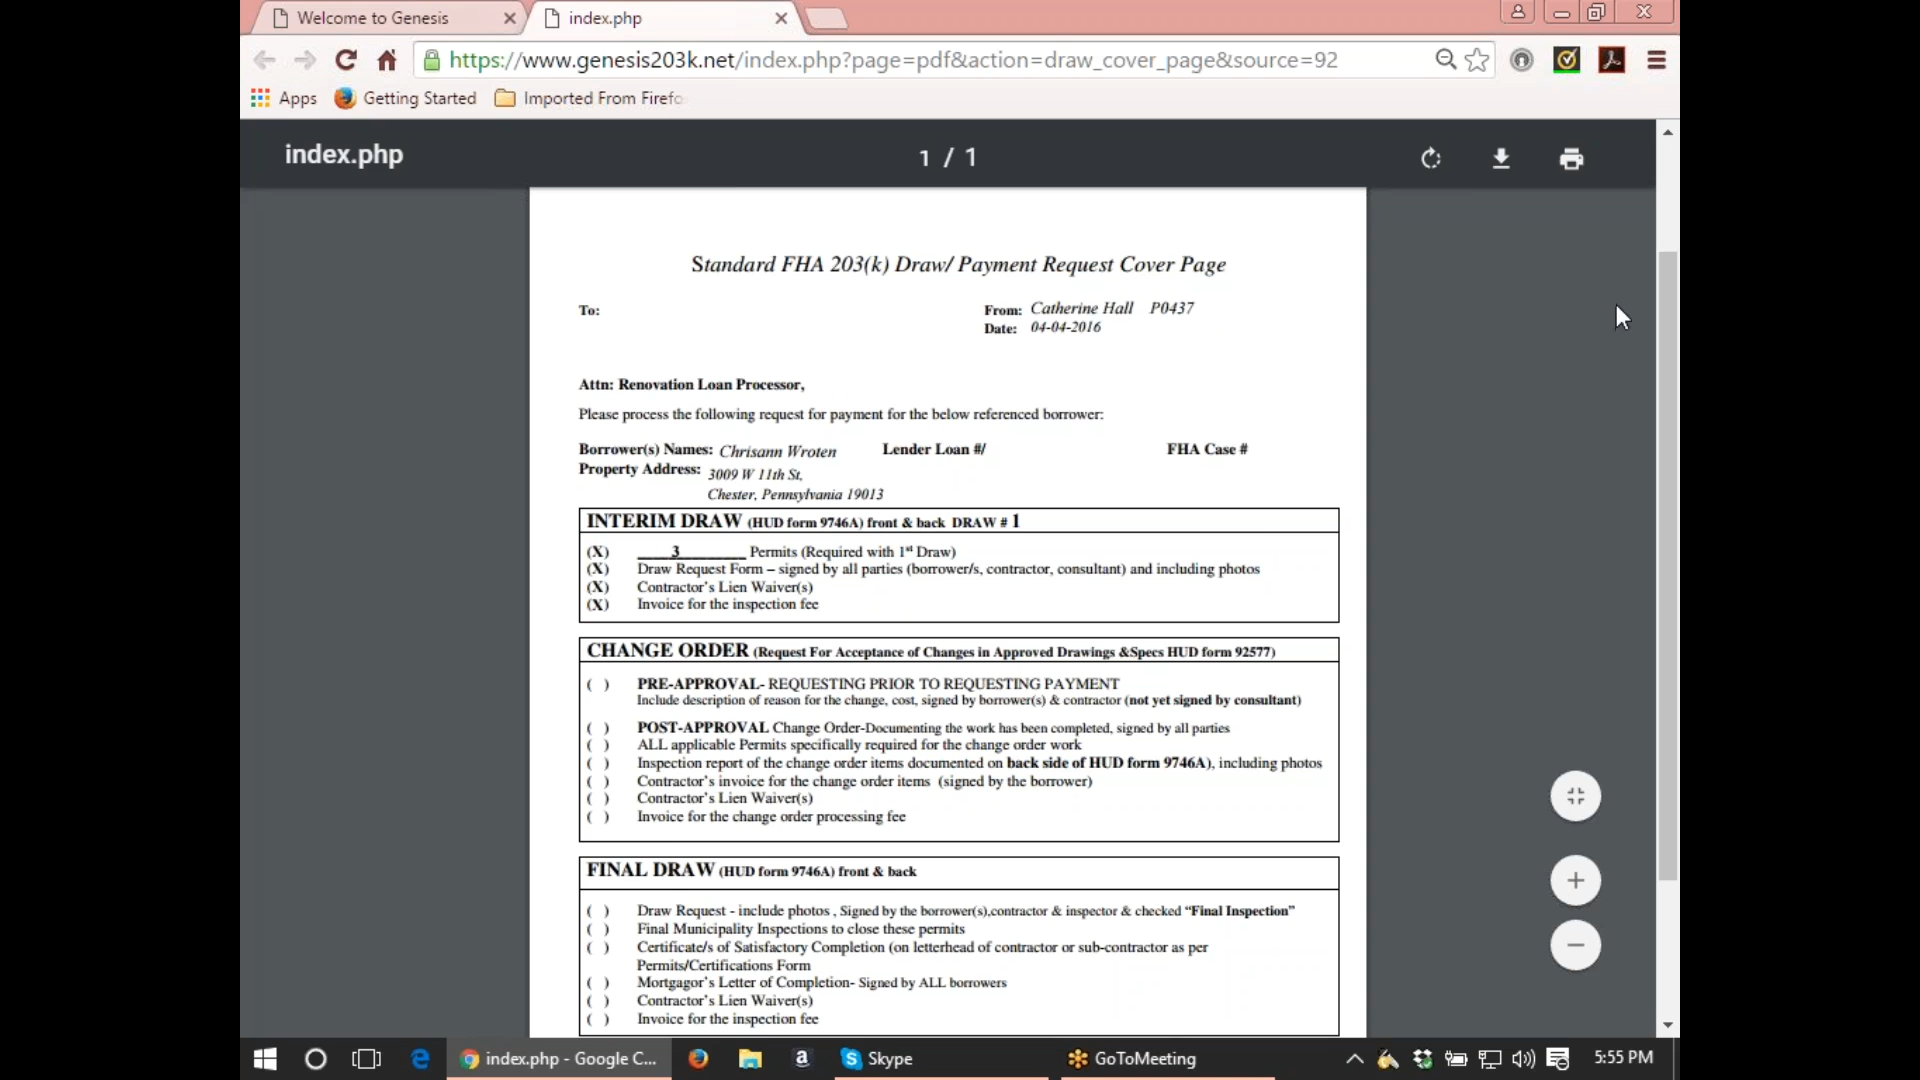 Welcome to Genesis
index.php
https://www.genesis203k.net/index.php?page=pdf&action=draw_cover_page&source=92
Apps Getting Started Imported From Firefo
index.php 1 / 1
Standard FHA 203(k) Draw/ Payment Request Cover Page
To: From: Catherine Hall P0437
Date: 04-04-2016
Attn: Renovation Loan Processor,
Please process the following request for payment for the below referenced borrower:
Borrower(s) Names: Chrisann Wroten Lender Loan #/ FHA Case #
Property Address: 3009 W 11th St,
Chester, Pennsylvania 19013
INTERIM DRAW (HUD form 9746A) front & back DRAW # 1
(X) ____3________ Permits (Required with 1st Draw)
(X) Draw Request Form – signed by all parties (borrower/s, contractor, consultant) and including photos
(X) Contractor's Lien Waiver(s)
(X) Invoice for the inspection fee
CHANGE ORDER (Request For Acceptance of Changes in Approved Drawings &Specs HUD form 92577)
( ) PRE-APPROVAL- REQUESTING PRIOR TO REQUESTING PAYMENT
Include description of reason for the change, cost, signed by borrower(s) & contractor (not yet signed by consultant)
( ) POST-APPROVAL Change Order-Documenting the work has been completed, signed by all parties
( ) ALL applicable Permits specifically required for the change order work
( ) Inspection report of the change order items documented on back side of HUD form 9746A), including photos
( ) Contractor's invoice for the change order items (signed by the borrower)
( ) Contractor's Lien Waiver(s)
( ) Invoice for the change order processing fee
FINAL DRAW (HUD form 9746A) front & back
( ) Draw Request - include photos , Signed by the borrower(s),contractor & inspector & checked “Final Inspection”
( ) Final Municipality Inspections to close these permits
( ) Certificate/s of Satisfactory Completion (on letterhead of contractor or sub-contractor as per
Permits/Certifications Form
( ) Mortgagor's Letter of Completion- Signed by ALL borrowers
( ) Contractor's Lien Waiver(s)
( ) Invoice for the inspection fee
index.php - Google C... Skype GoToMeeting 5:55 PM